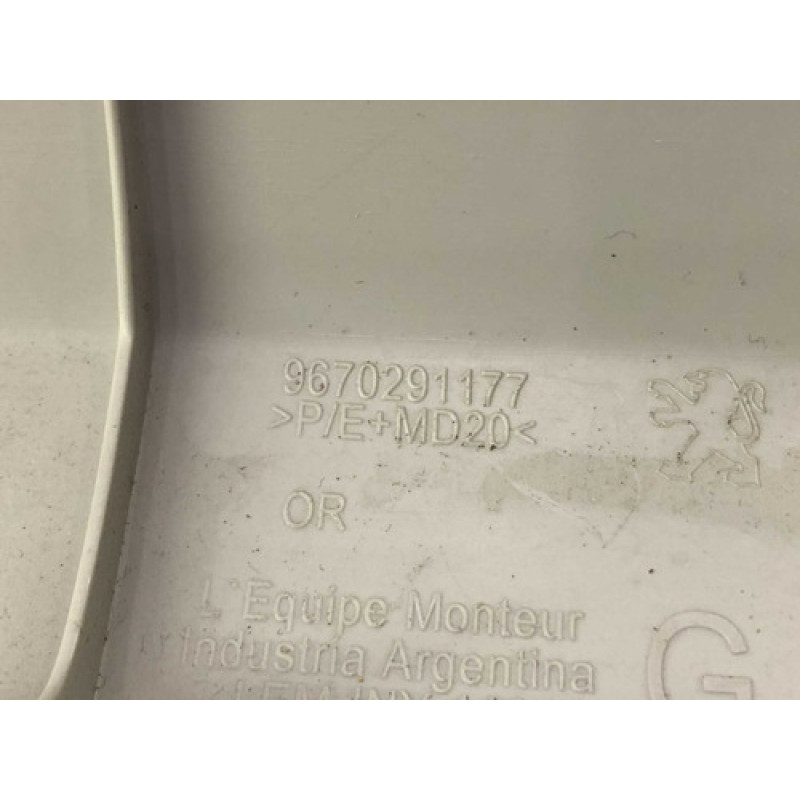 9670291177
>P/E+MD20<
OR
L'Equipe Monteur
Industria Argentina
G